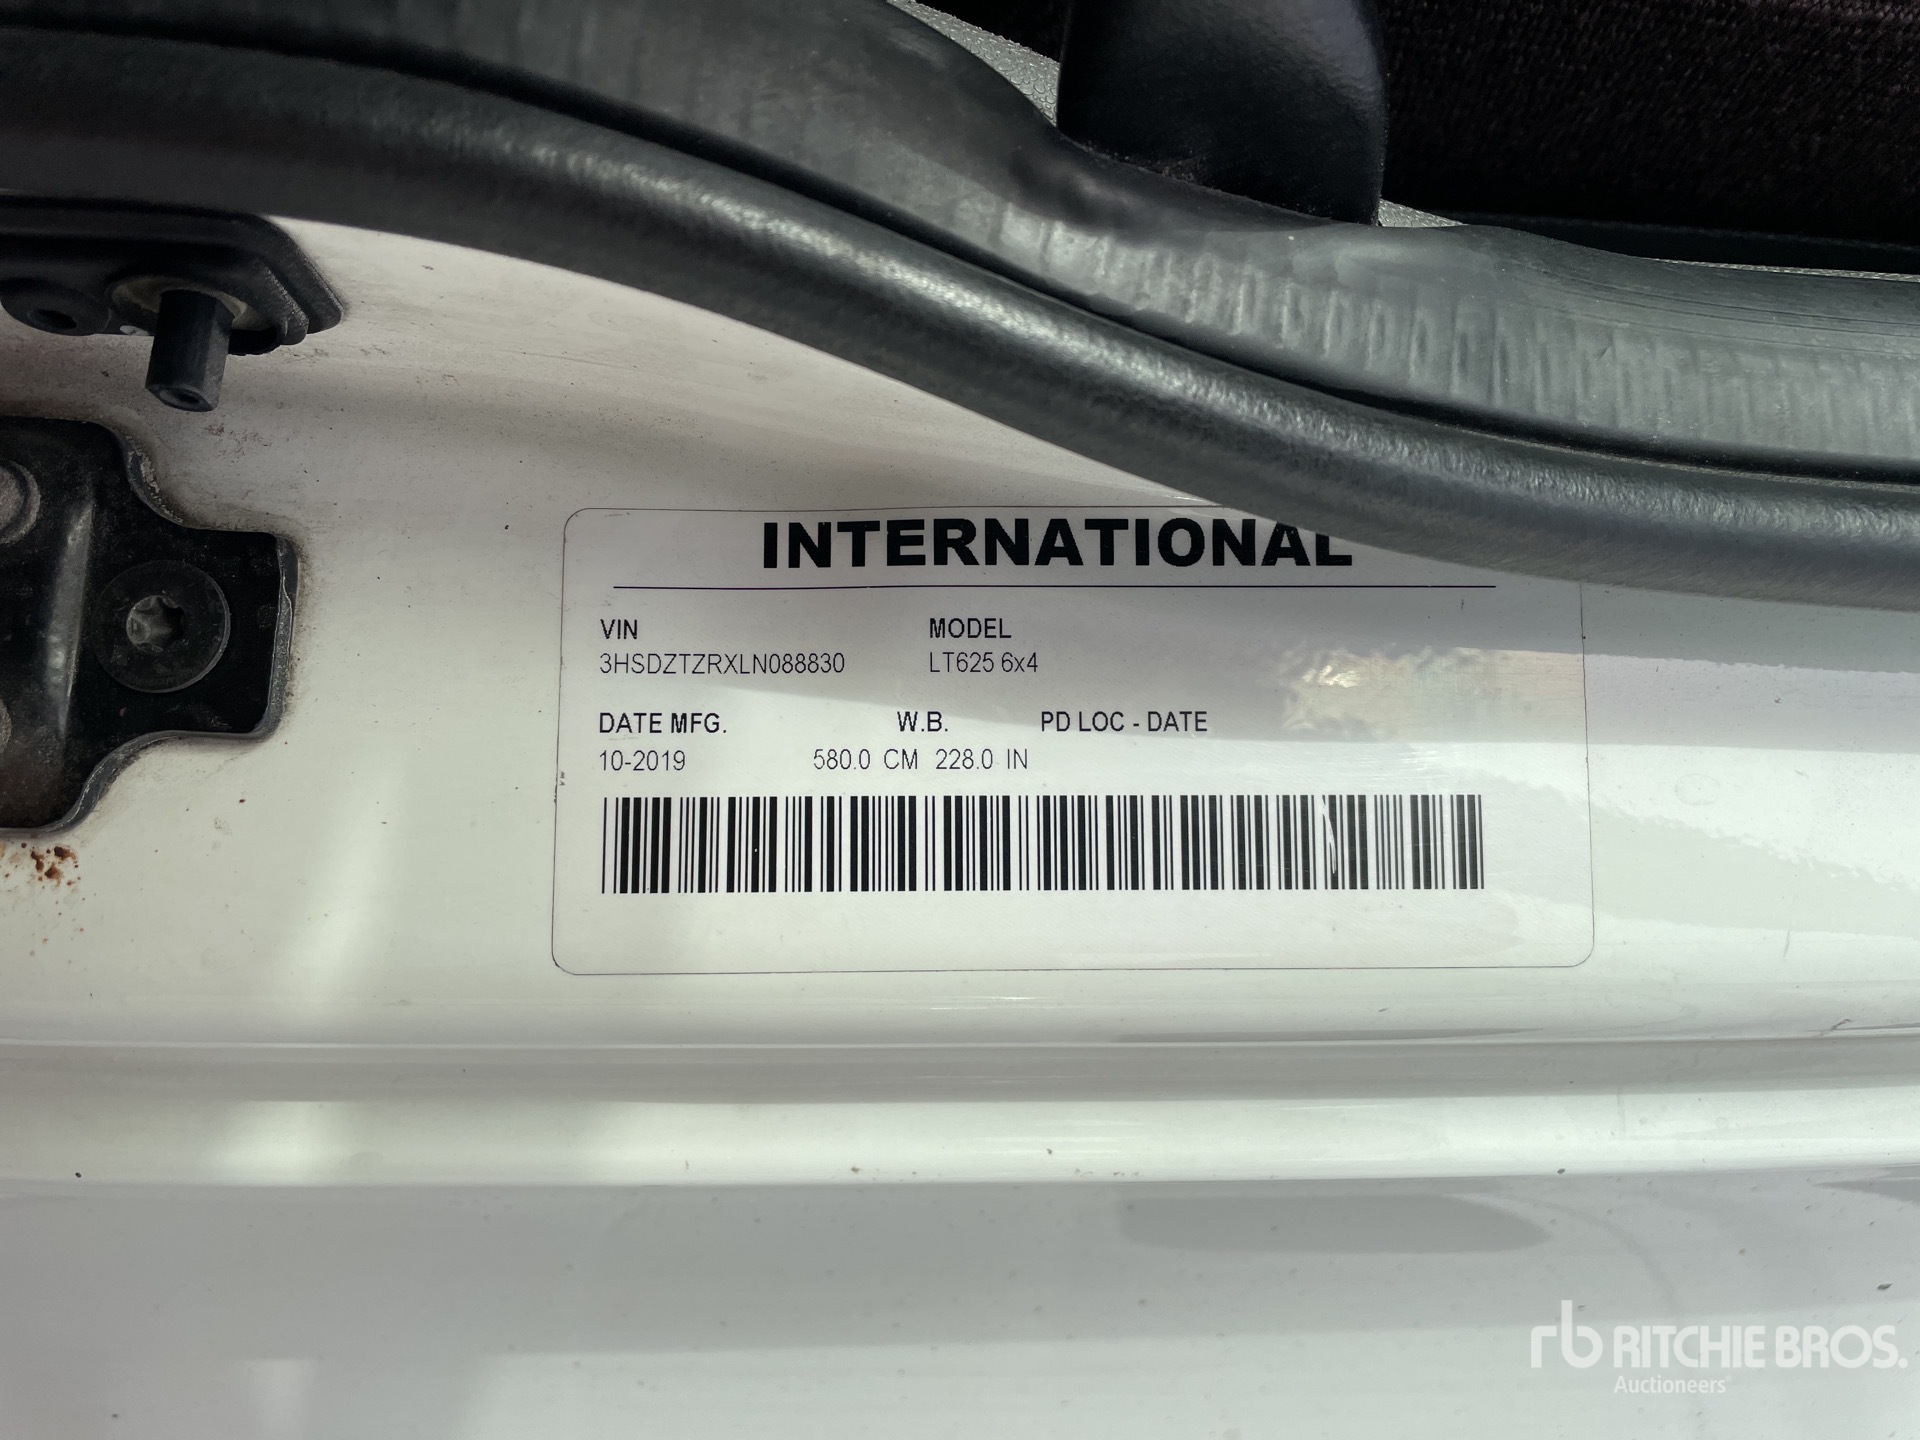 INTERNATIONAL
VIN MODEL
3HSDZTZRXLN088830 LT625 6x4
DATE MFG. W.B. PD LOC - DATE
10-2019 580.0 CM 228.0 IN
rb RITCHIE BROS.
Auctioneers